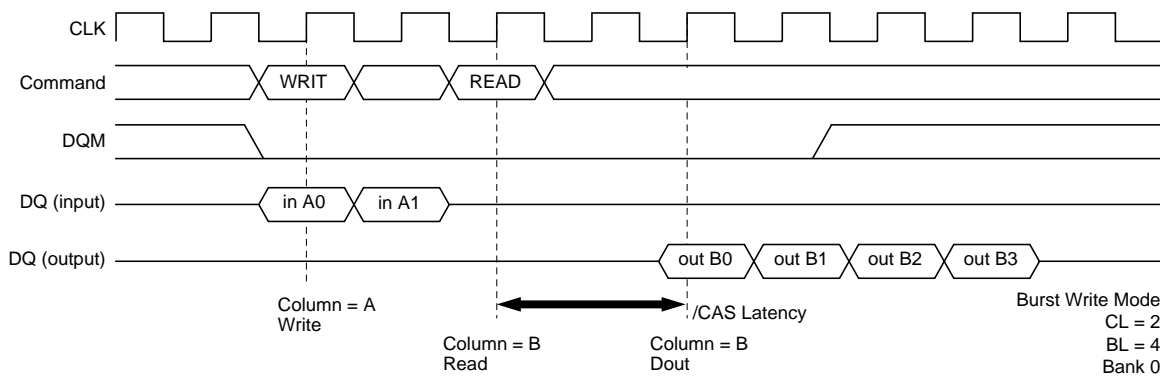 CLK
Command
WRIT
READ
DQM
DQ (input)
in A0
in A1
DQ (output)
out B0
out B1
out B2
out B3
Column = A
Write
/CAS Latency
Column = B
Read
Column = B
Dout
Burst Write Mode
CL = 2
BL = 4
Bank 0